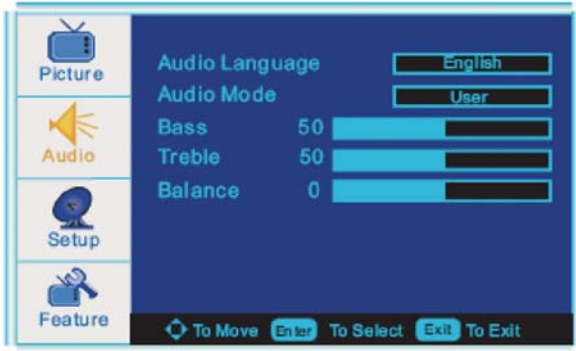 Picture
Audio
Setup
Feature
Audio Language English
Audio Mode User
Bass 50
Treble 50
Balance 0
To Move Enter To Select Exit To Exit